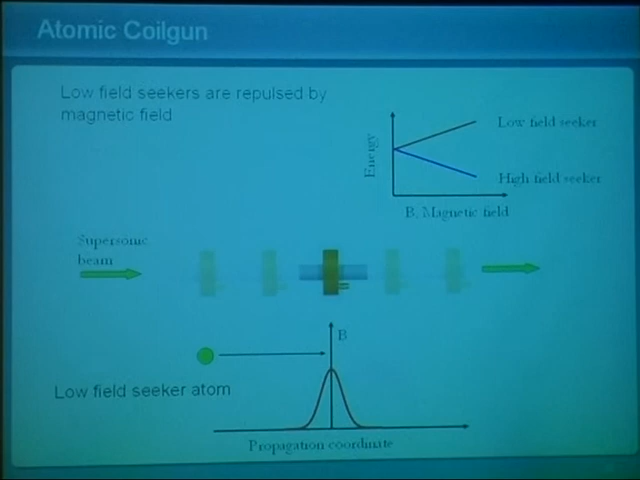 Atomic Coilgun
Low field seekers are repulsed by
magnetic field
Energy
Low field seeker
High field seeker
B, Magnetic field
Supersonic
beam
B
Low field seeker atom
Propagation coordinate